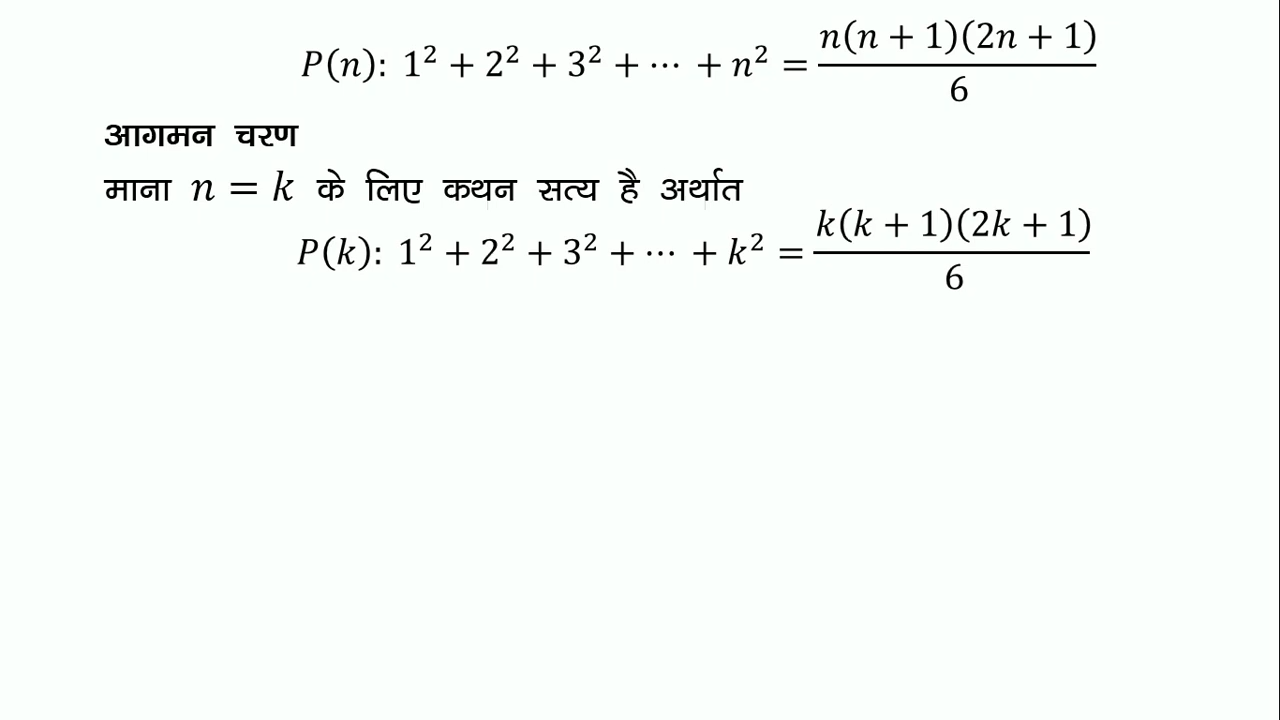 P(n): 1² + 2² + 3² + ⋯ + n² = n(n + 1)(2n + 1)/6
आगमन चरण
माना n = k के लिए कथन सत्य है अर्थात
P(k): 1² + 2² + 3² + ⋯ + k² = k(k + 1)(2k + 1)/6